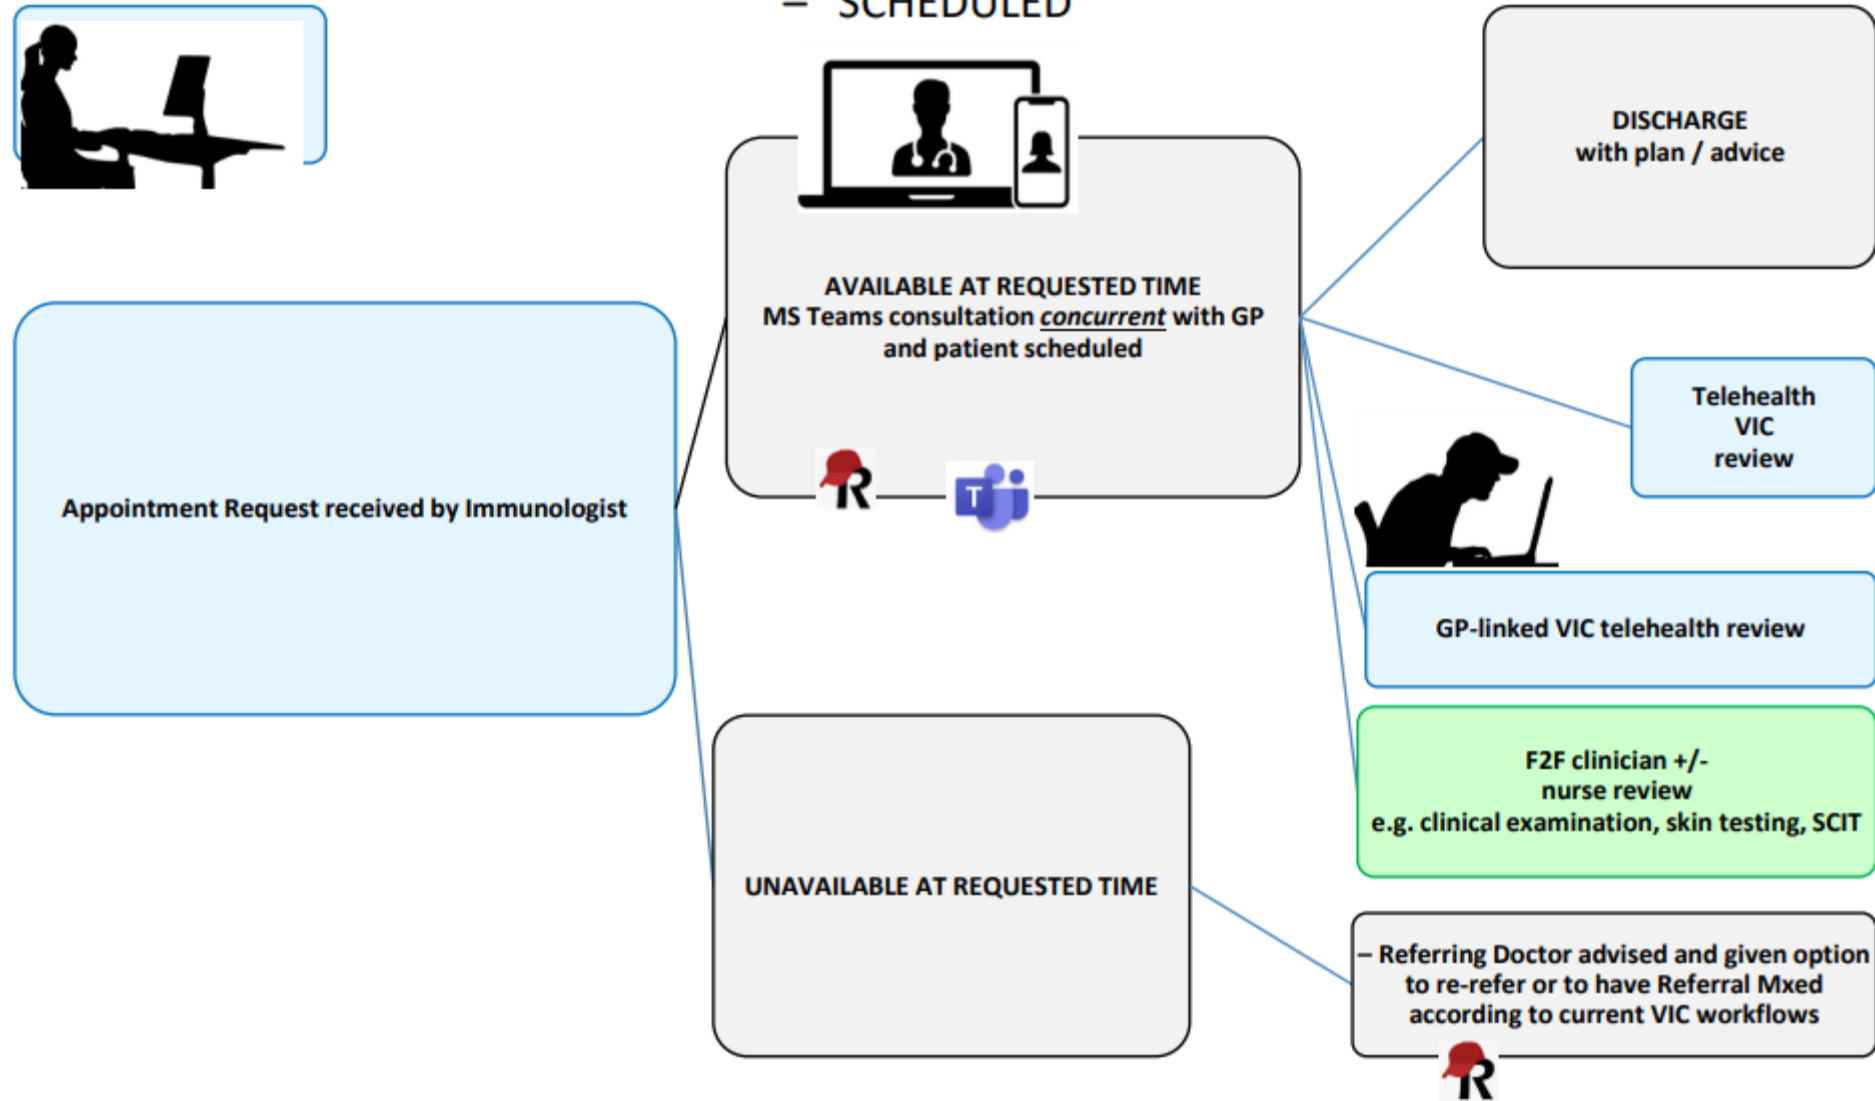 – SCHEDULED
DISCHARGE
with plan / advice
AVAILABLE AT REQUESTED TIME
MS Teams consultation concurrent with GP
and patient scheduled
Telehealth
VIC
review
R
T
Appointment Request received by Immunologist
GP-linked VIC telehealth review
F2F clinician +/-
nurse review
e.g. clinical examination, skin testing, SCIT
UNAVAILABLE AT REQUESTED TIME
– Referring Doctor advised and given option
to re-refer or to have Referral Mxed
according to current VIC workflows
R